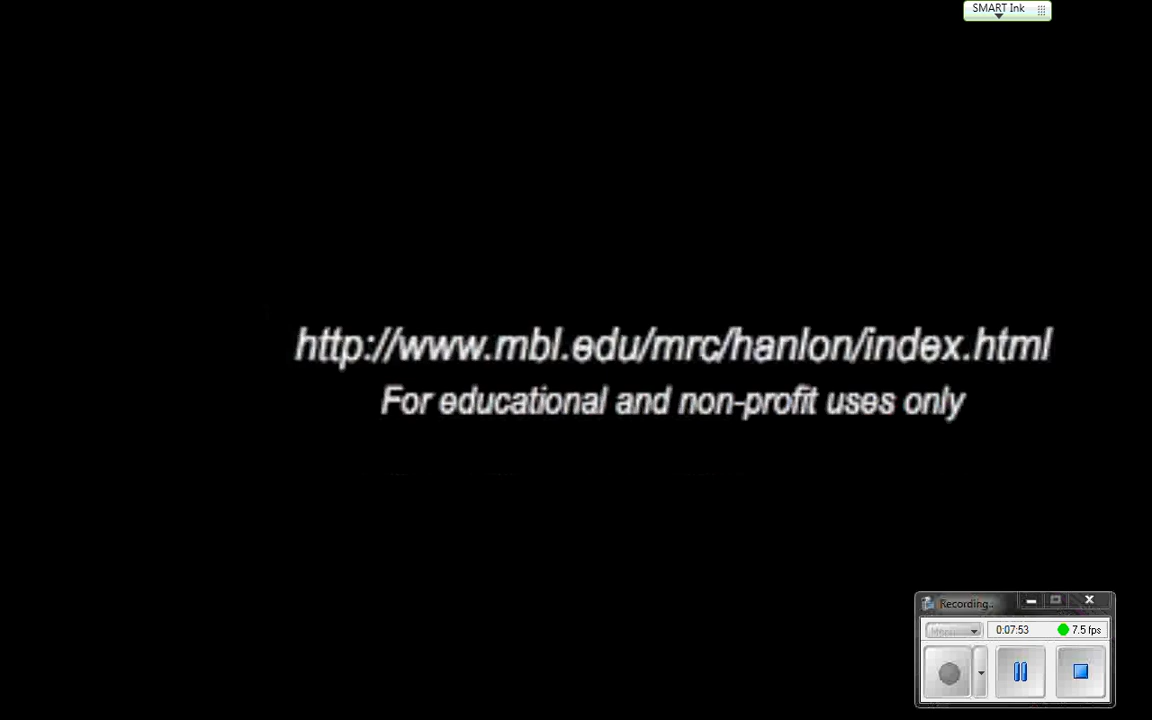 SMART Ink
http://www.mbl.edu/mrc/hanlon/index.html
For educational and non-profit uses only
Recording..
Menu
0:07:53 7.5 fps